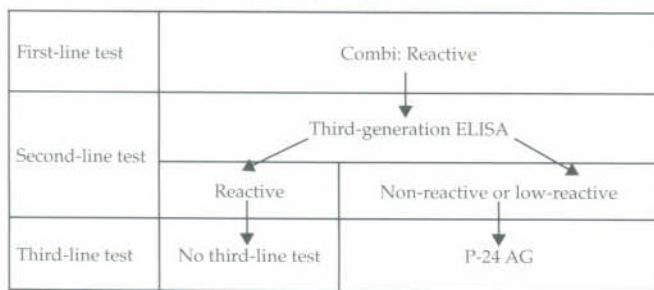 First-line test
Combi: Reactive
Second-line test
Third-generation ELISA
Reactive
Non-reactive or low-reactive
Third-line test
No third-line test
P-24 AG